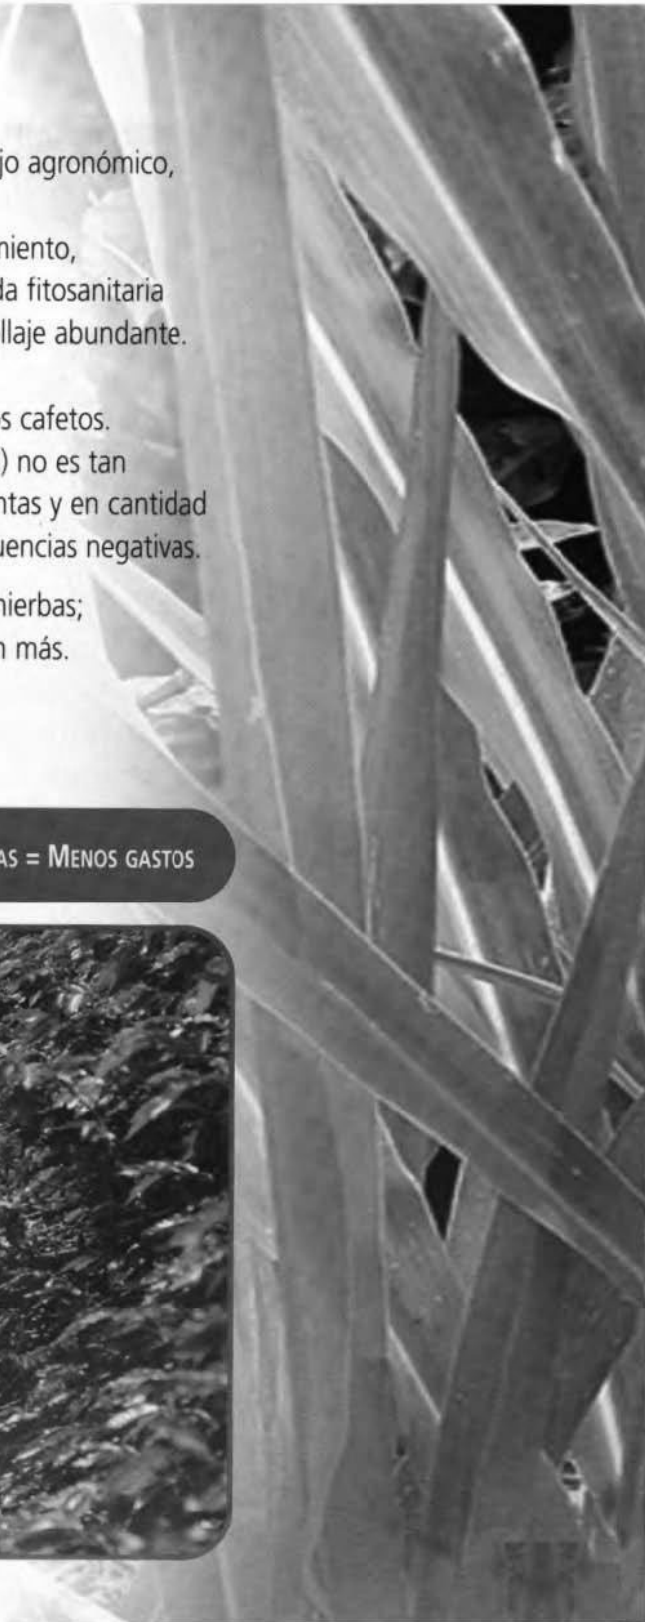 jo agronómico,
miento,
da fitosanitaria
llaje abundante.
s cafetos.
) no es tan
ntas y en cantidad
uencias negativas.
hierbas;
n más.
AS = MENOS GASTOS